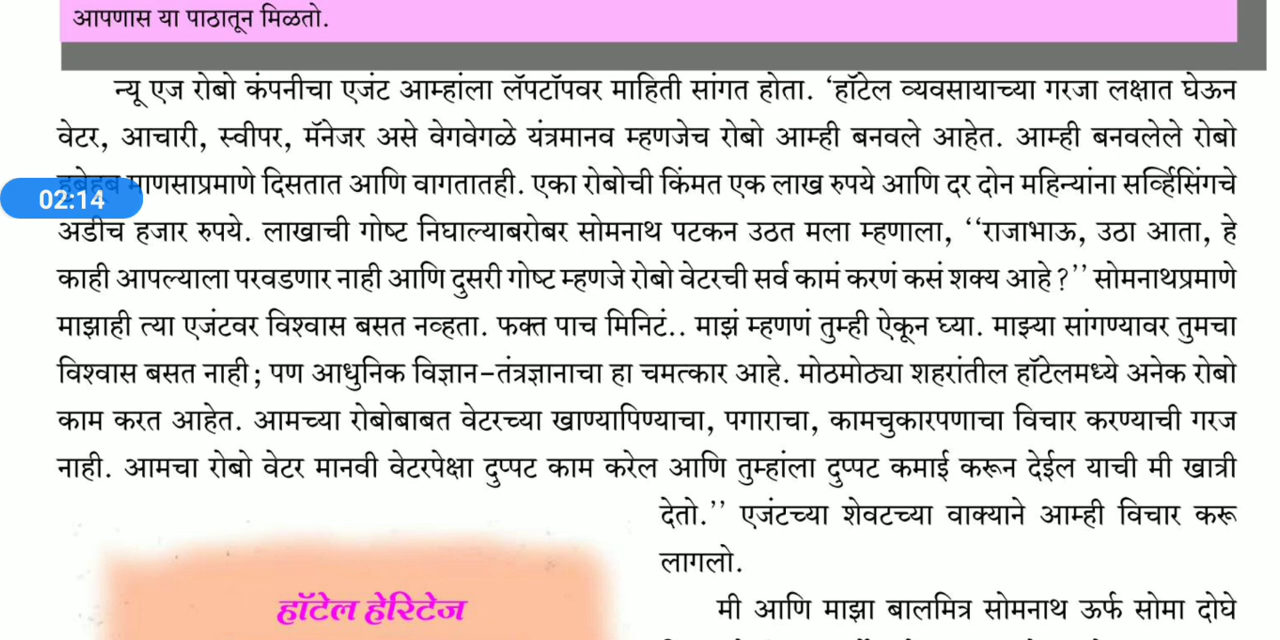 आपणास या पाठातून मिळतो.
न्यू एज रोबो कंपनीचा एजंट आम्हांला लॅपटॉपवर माहिती सांगत होता. ‘हॉटेल व्यवसायाच्या गरजा लक्षात घेऊन
वेटर, आचारी, स्वीपर, मॅनेजर असे वेगवेगळे यंत्रमानव म्हणजेच रोबो आम्ही बनवले आहेत. आम्ही बनवलेले रोबो
हुबेहूब माणसाप्रमाणे दिसतात आणि वागतातही. एका रोबोची किंमत एक लाख रुपये आणि दर दोन महिन्यांना सर्व्हिसिंगचे
02:14
अडीच हजार रुपये. लाखाची गोष्ट निघाल्याबरोबर सोमनाथ पटकन उठत मला म्हणाला, ‘‘राजाभाऊ, उठा आता, हे
काही आपल्याला परवडणार नाही आणि दुसरी गोष्ट म्हणजे रोबो वेटरची सर्व कामं करणं कसं शक्य आहे?’’ सोमनाथप्रमाणे
माझाही त्या एजंटवर विश्वास बसत नव्हता. फक्त पाच मिनिटं.. माझं म्हणणं तुम्ही ऐकून घ्या. माझ्या सांगण्यावर तुमचा
विश्वास बसत नाही; पण आधुनिक विज्ञान-तंत्रज्ञानाचा हा चमत्कार आहे. मोठमोठ्या शहरांतील हॉटेलमध्ये अनेक रोबो
काम करत आहेत. आमच्या रोबोबाबत वेटरच्या खाण्यापिण्याचा, पगाराचा, कामचुकारपणाचा विचार करण्याची गरज
नाही. आमचा रोबो वेटर मानवी वेटरपेक्षा दुप्पट काम करेल आणि तुम्हांला दुप्पट कमाई करून देईल याची मी खात्री
देतो.’’ एजंटच्या शेवटच्या वाक्याने आम्ही विचार करू
लागलो.
हॉटेल हेरिटेज
मी आणि माझा बालमित्र सोमनाथ ऊर्फ सोमा दोघे